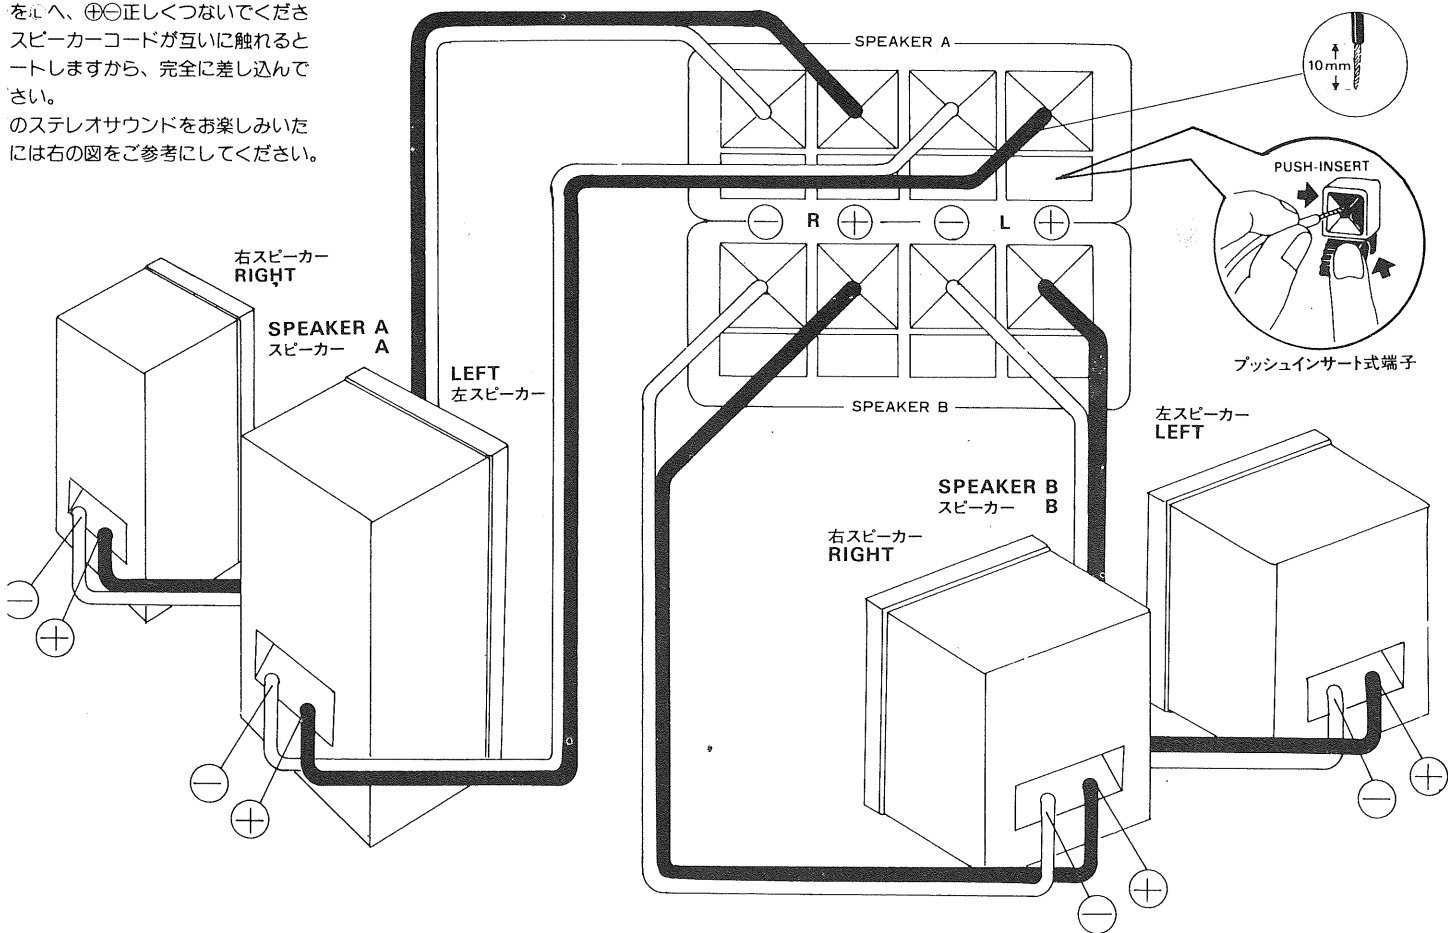 をLへ、⊕⊖正しくつないでくださ
スピーカーコードが互いに触れると
ートしますから、完全に差し込んで
さい。
のステレオサウンドをお楽しみいた
には右の図をご参考にしてください。
SPEAKER A
10mm
PUSH-INSERT
プッシュインサート式端子
⊖ R ⊕ ⊖ L ⊕
SPEAKER B
右スピーカー
RIGHT
SPEAKER A
スピーカー A
LEFT
左スピーカー
左スピーカー
LEFT
SPEAKER B
スピーカー B
右スピーカー
RIGHT
⊖
⊕
⊖
⊕
⊕
⊖
⊕
⊖